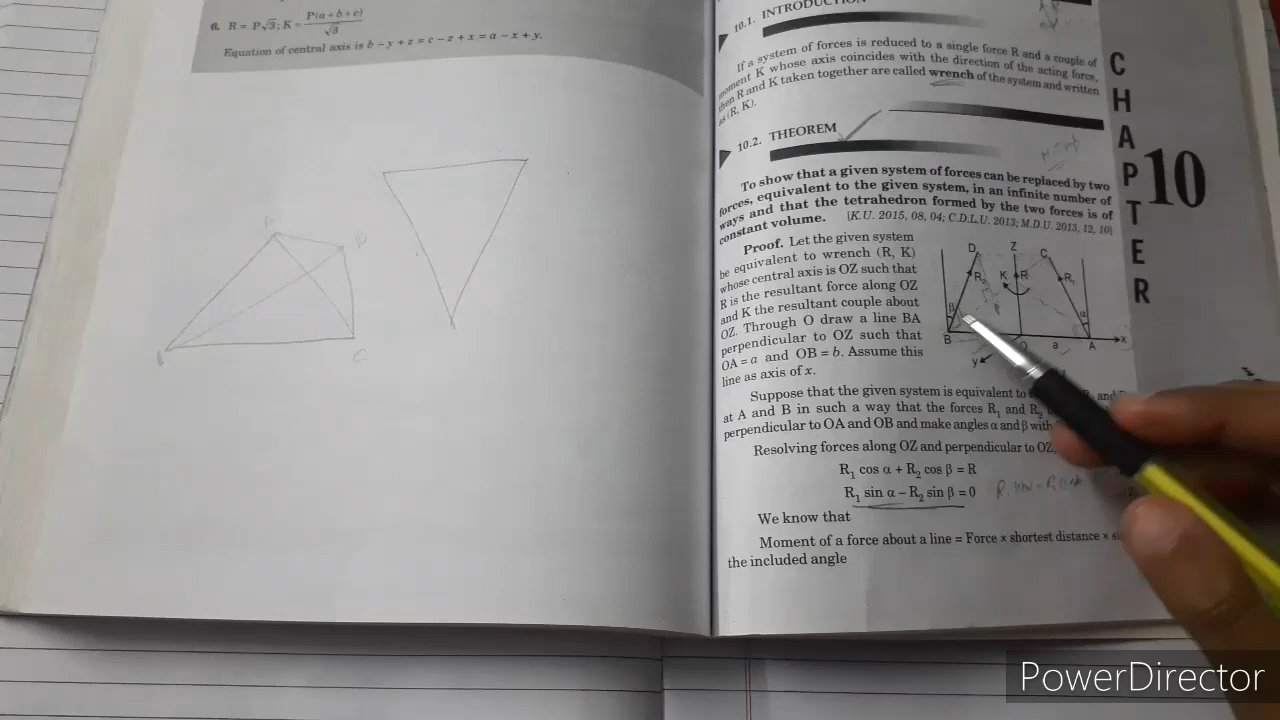 6. R = P√3; K = P(a+b+c)/√3
Equation of central axis is b – y + z = c – z + x = a – x + y.
10.1. INTRODUCTION
If a system of forces is reduced to a single force R and a couple of
moment K whose axis coincides with the direction of the acting force,
then R and K taken together are called wrench of the system and written
as (R, K).
10.2. THEOREM
To show that a given system of forces can be replaced by two
forces, equivalent to the given system, in an infinite number of
ways and that the tetrahedron formed by the two forces is of
constant volume. [K.U. 2015, 08, 04; C.D.L.U. 2013; M.D.U. 2013, 12, 10]
Proof. Let the given system
be equivalent to wrench (R, K)
whose central axis is OZ such that
R is the resultant force along OZ
and K the resultant couple about
OZ. Through O draw a line BA
perpendicular to OZ such that
OA = a and OB = b. Assume this
line as axis of x.
D Z C
K R R₁
β α
B O a A x
y
Suppose that the given system is equivalent to
at A and B in such a way that the forces R₁ and R₂
perpendicular to OA and OB and make angles α and β with
Resolving forces along OZ and perpendicular to OZ,
R₁ cos α + R₂ cos β = R
R₁ sin α – R₂ sin β = 0
We know that
Moment of a force about a line = Force × shortest distance ×
the included angle
CHAPTER
10
PowerDirector